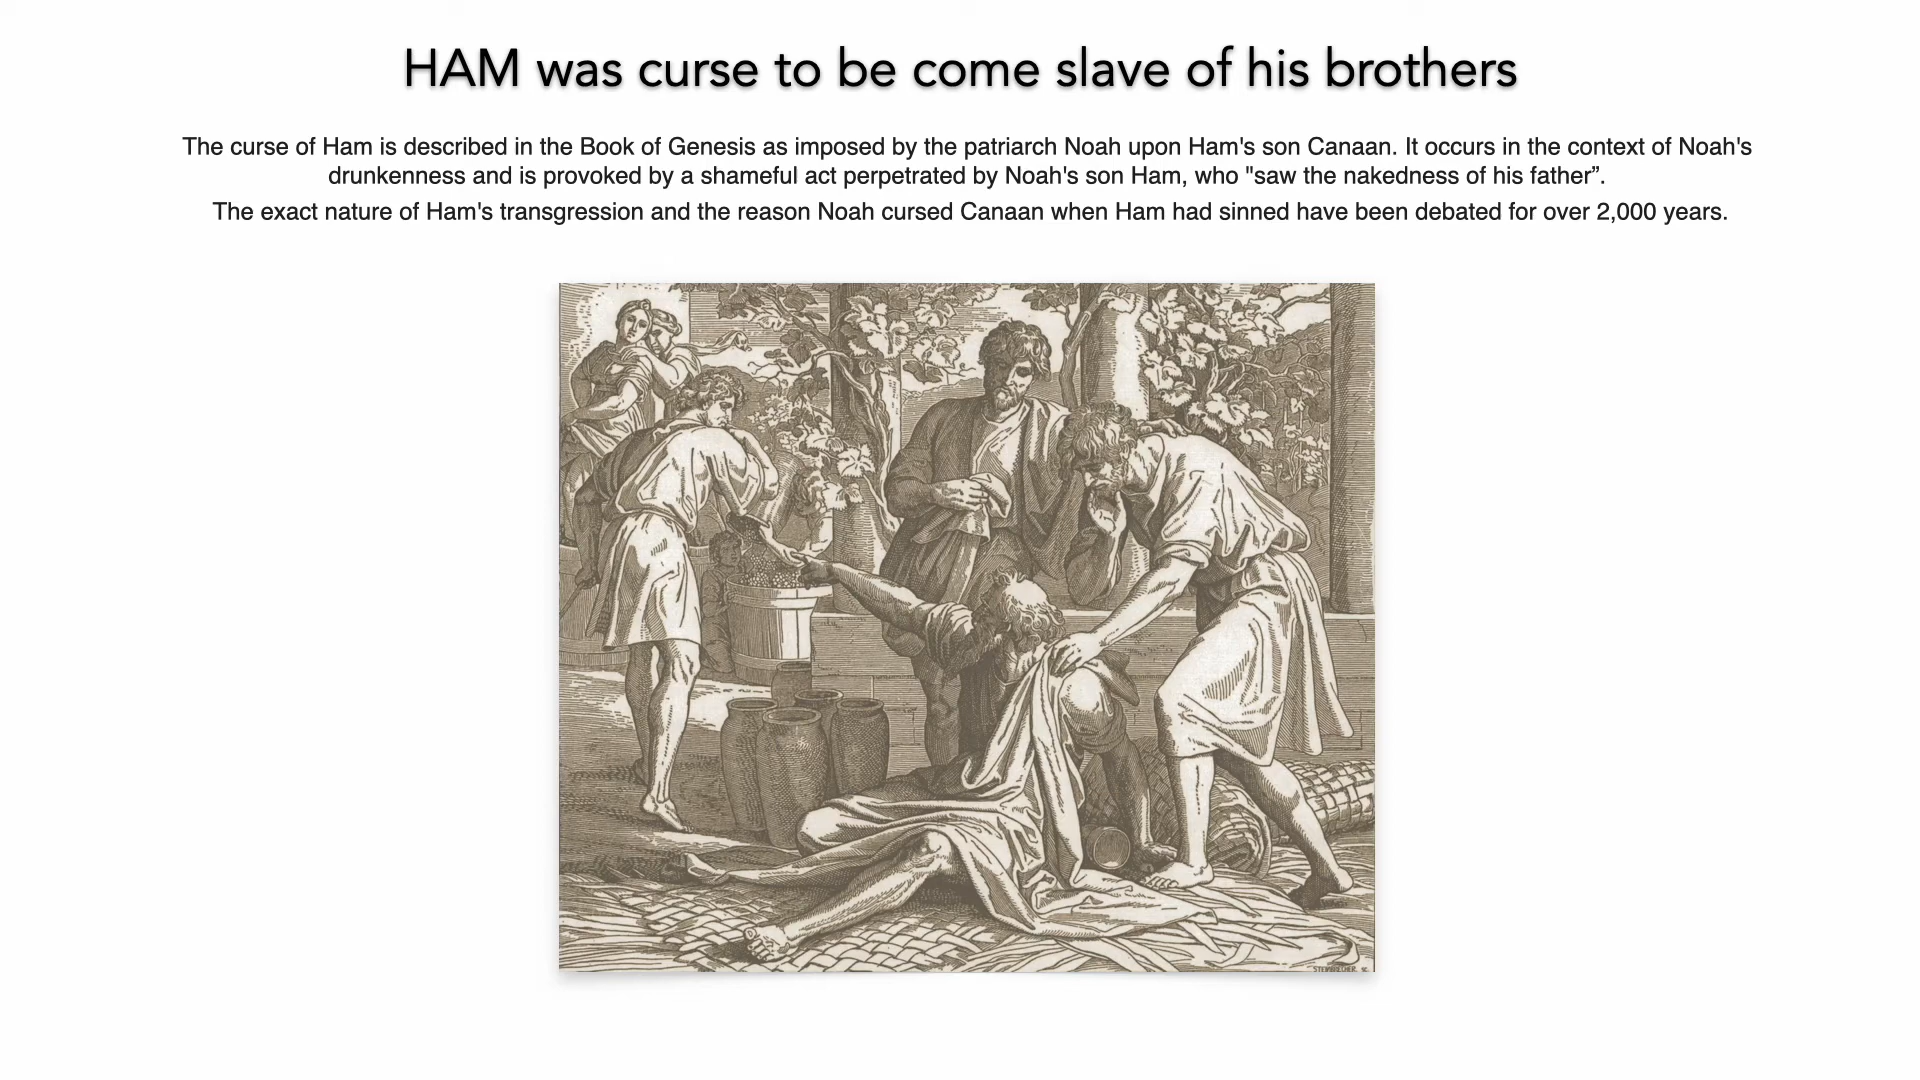 HAM was curse to be come slave of his brothers
The curse of Ham is described in the Book of Genesis as imposed by the patriarch Noah upon Ham's son Canaan. It occurs in the context of Noah's
drunkenness and is provoked by a shameful act perpetrated by Noah's son Ham, who "saw the nakedness of his father”.
The exact nature of Ham's transgression and the reason Noah cursed Canaan when Ham had sinned have been debated for over 2,000 years.